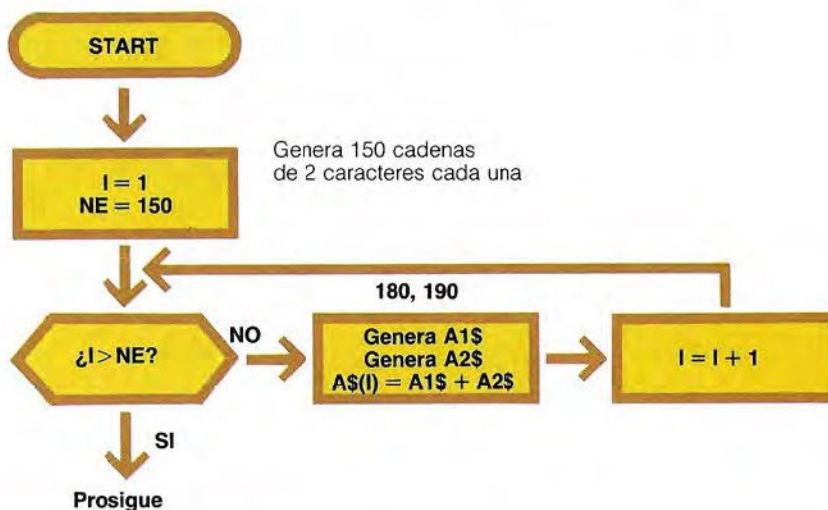 START
I = 1
NE = 150
Genera 150 cadenas
de 2 caracteres cada una
180, 190
¿I > NE?
NO
Genera A1$
Genera A2$
A$(I) = A1$ + A2$
I = I + 1
SI
Prosigue